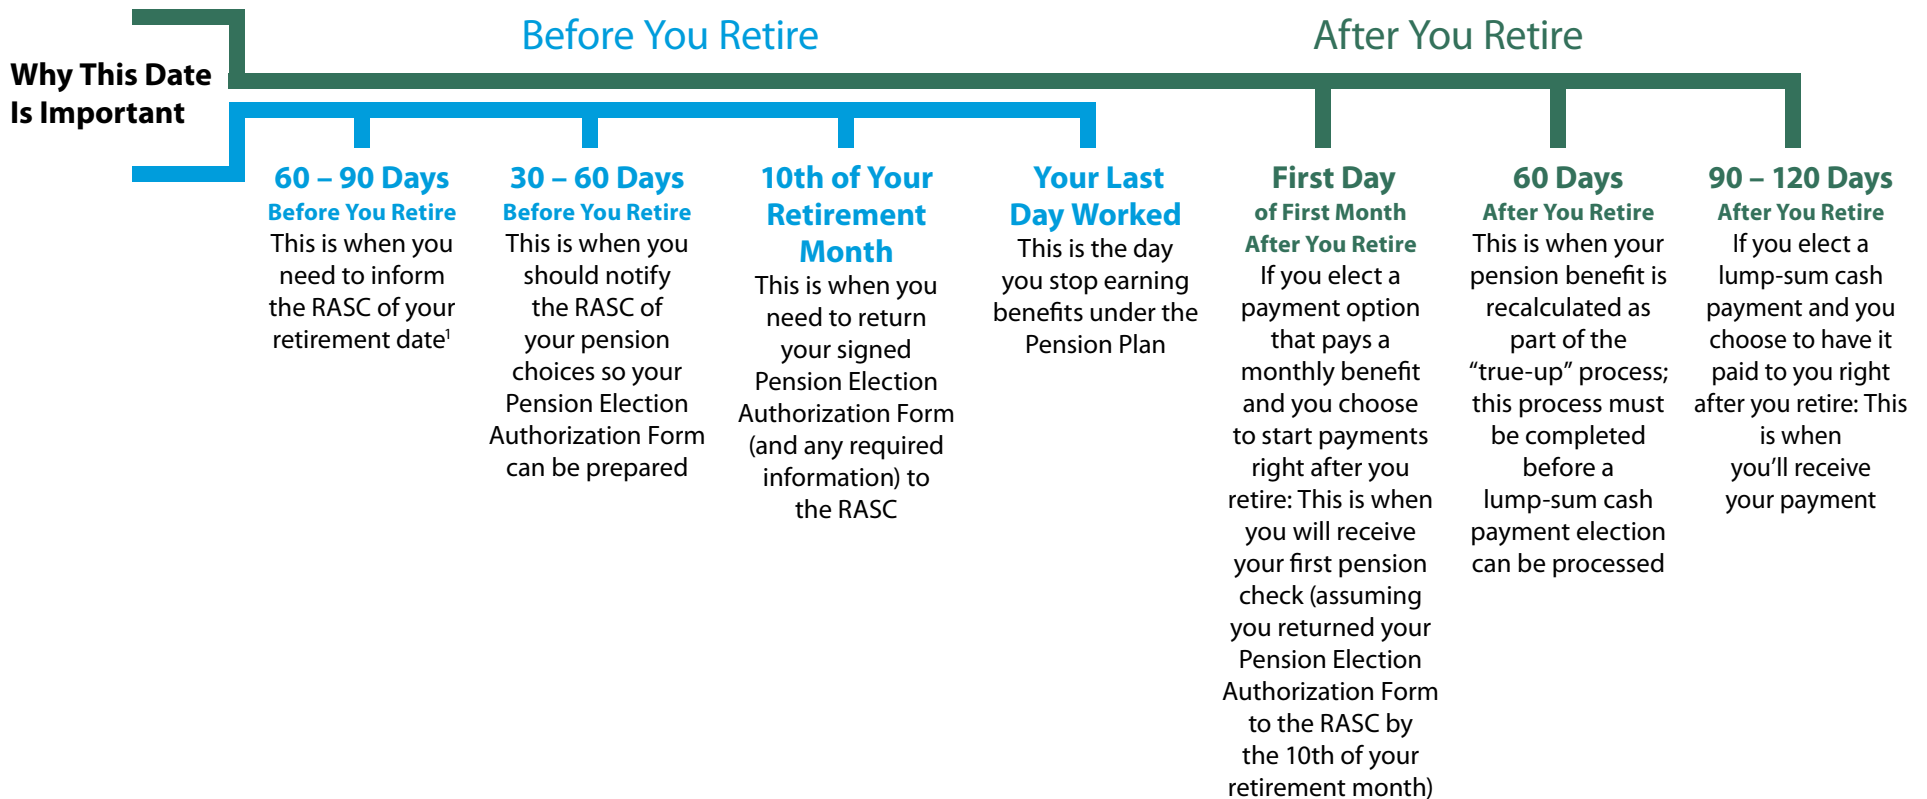 Before You Retire
After You Retire
Why This Date
Is Important
60 – 90 Days
Before You Retire
This is when you
need to inform
the RASC of your
retirement date¹
30 – 60 Days
Before You Retire
This is when you
should notify
the RASC of
your pension
choices so your
Pension Election
Authorization Form
can be prepared
10th of Your
Retirement
Month
This is when you
need to return
your signed
Pension Election
Authorization Form
(and any required
information) to
the RASC
Your Last
Day Worked
This is the day
you stop earning
benefits under the
Pension Plan
First Day
of First Month
After You Retire
If you elect a
payment option
that pays a
monthly benefit
and you choose
to start payments
right after you
retire: This is when
you will receive
your first pension
check (assuming
you returned your
Pension Election
Authorization Form
to the RASC by
the 10th of your
retirement month)
60 Days
After You Retire
This is when your
pension benefit is
recalculated as
part of the
“true-up” process;
this process must
be completed
before a
lump-sum cash
payment election
can be processed
90 – 120 Days
After You Retire
If you elect a
lump-sum cash
payment and you
choose to have it
paid to you right
after you retire: This
is when
you’ll receive
your payment